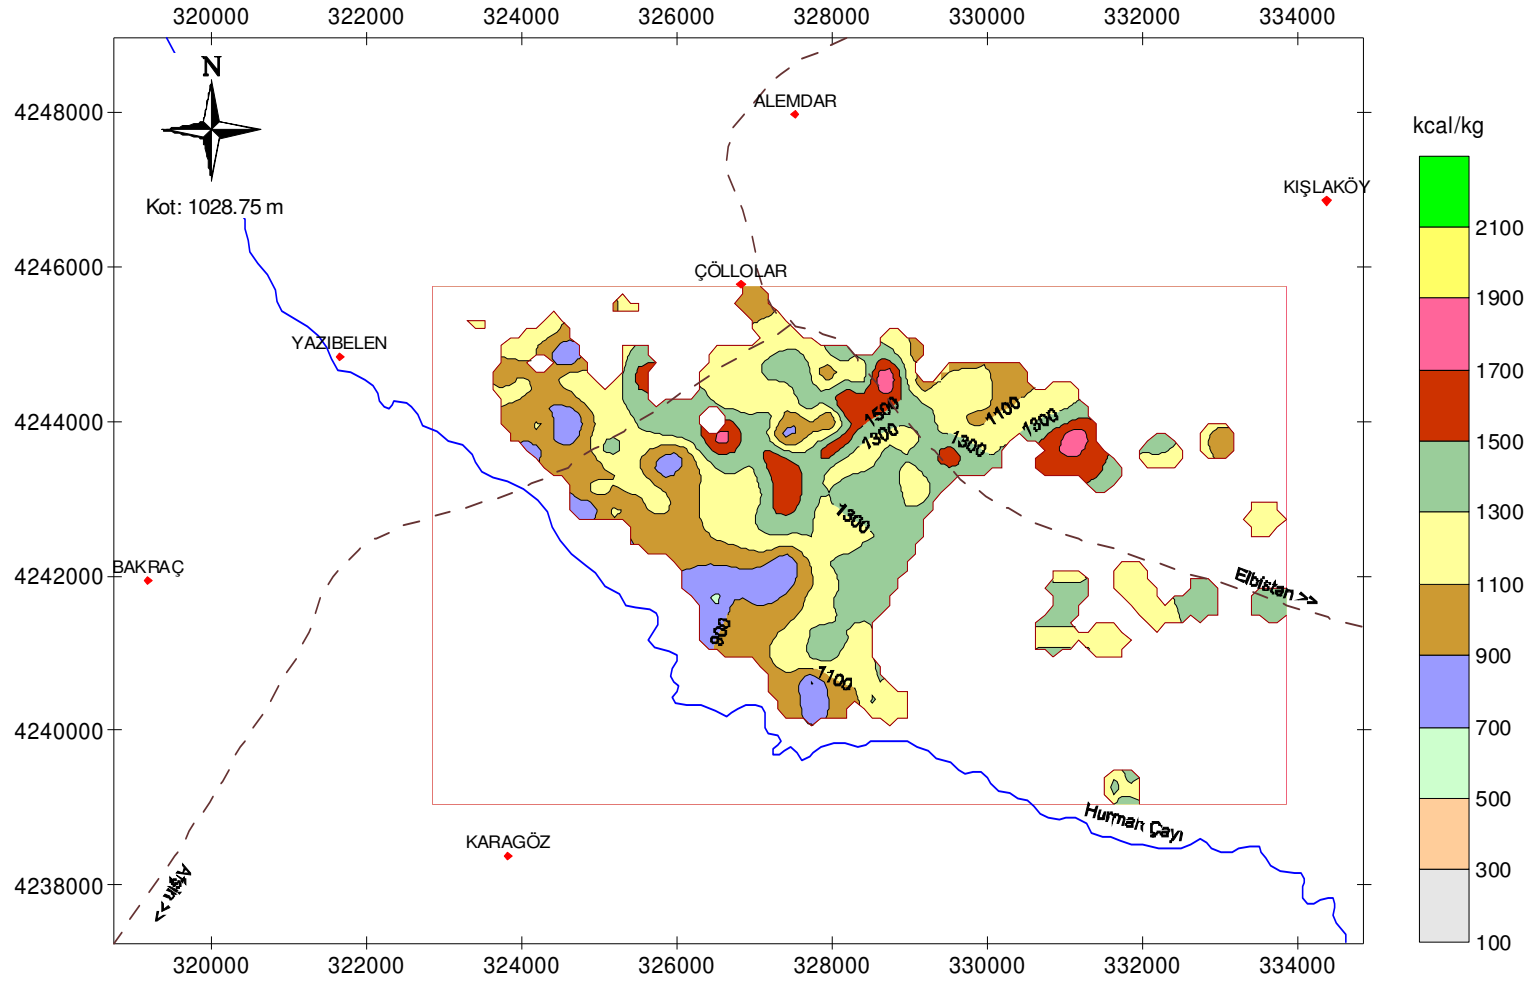 320000 322000 324000 326000 328000 330000 332000 334000
N
kcal/kg
4248000
ALEMDAR
KIŞLAKÖY
Kot: 1028.75 m
2100
4246000
ÇÖLLOLAR
1900
YAZIBELEN
1700
4244000
1500
1100
1300
1300
1300
1500
1300
1300
4242000
BAKRAÇ
Elbistan >>
1100
900
1100
900
4240000
700
500
Hurman Çayı
KARAGÖZ
300
4238000
Afşin >>
100
320000 322000 324000 326000 328000 330000 332000 334000